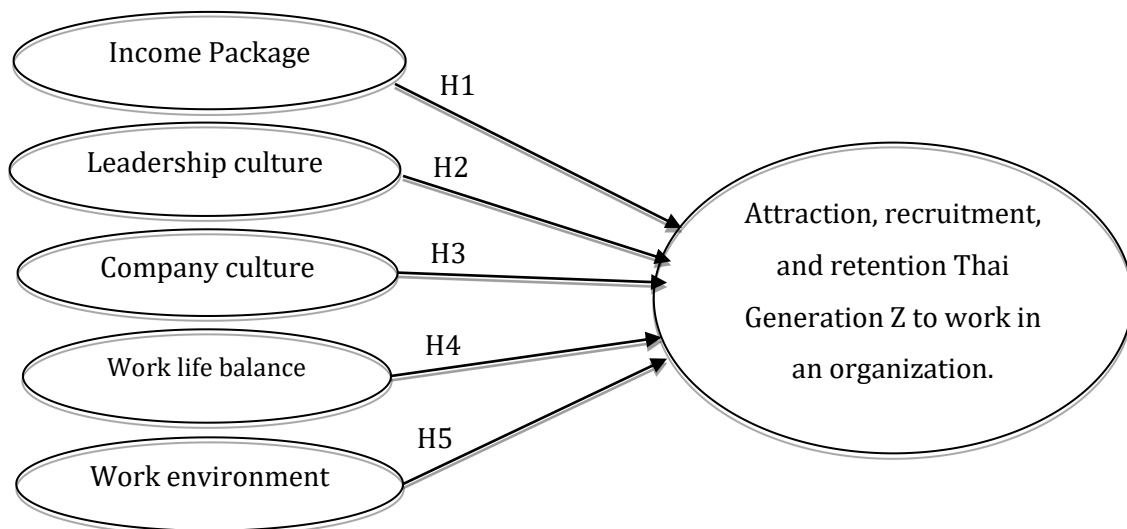 Income Package
H1
Leadership culture
H2
Company culture
H3
Work life balance
H4
Work environment
H5
Attraction, recruitment,
and retention Thai
Generation Z to work in
an organization.